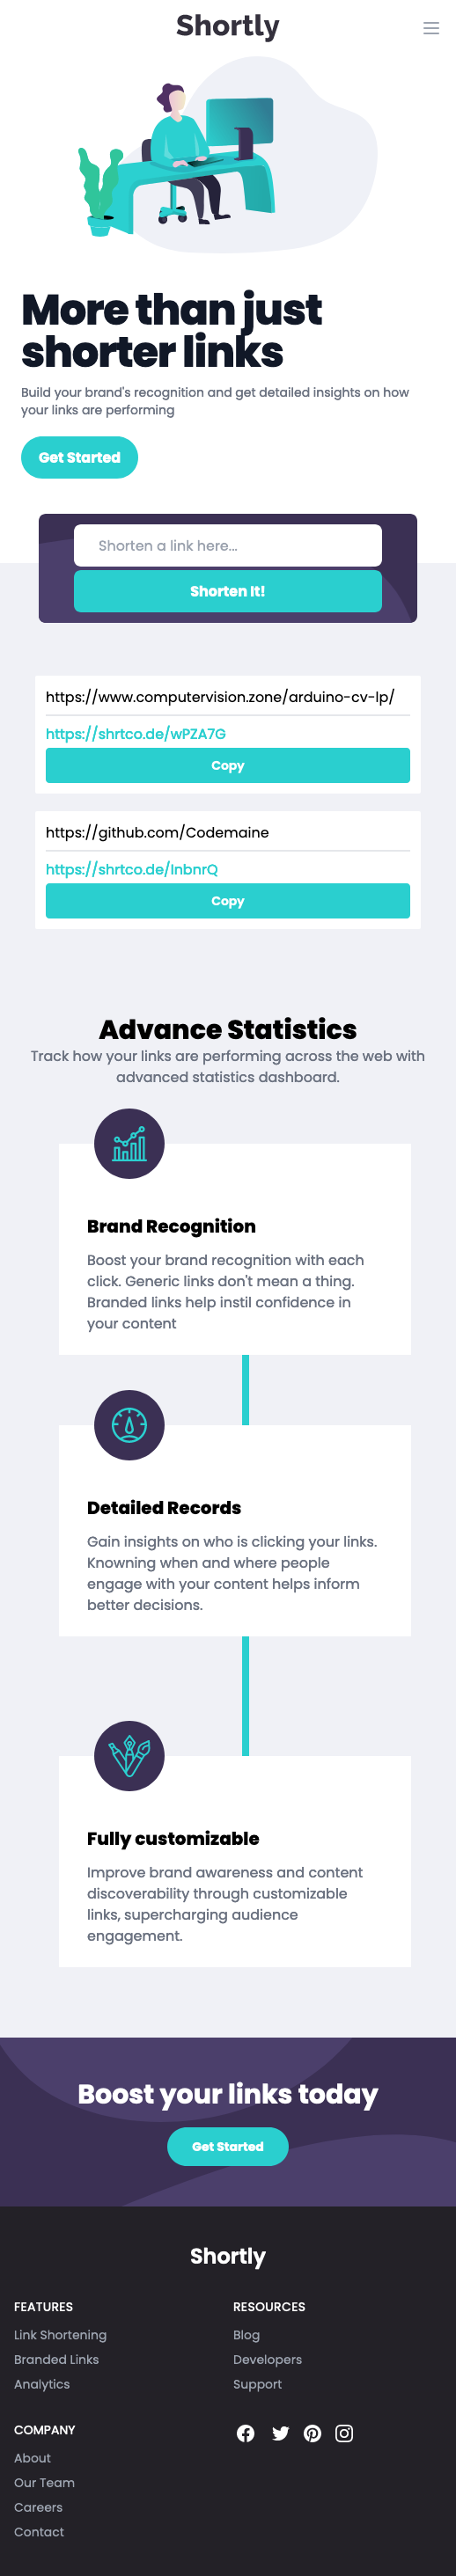 Shortly
More than just
shorter links
Build your brand's recognition and get detailed insights on how
your links are performing
Get Started
Shorten a link here...
Shorten It!
https://www.computervision.zone/arduino-cv-lp/
https://shrtco.de/wPZA7G
Copy
https://github.com/Codemaine
https://shrtco.de/InbnrQ
Copy
Advance Statistics
Track how your links are performing across the web with
advanced statistics dashboard.
Brand Recognition
Boost your brand recognition with each
click. Generic links don't mean a thing.
Branded links help instil confidence in
your content
Detailed Records
Gain insights on who is clicking your links.
Knowning when and where people
engage with your content helps inform
better decisions.
Fully customizable
Improve brand awareness and content
discoverability through customizable
links, supercharging audience
engagement.
Boost your links today
Get Started
Shortly
FEATURES
Link Shortening
Branded Links
Analytics
RESOURCES
Blog
Developers
Support
COMPANY
About
Our Team
Careers
Contact